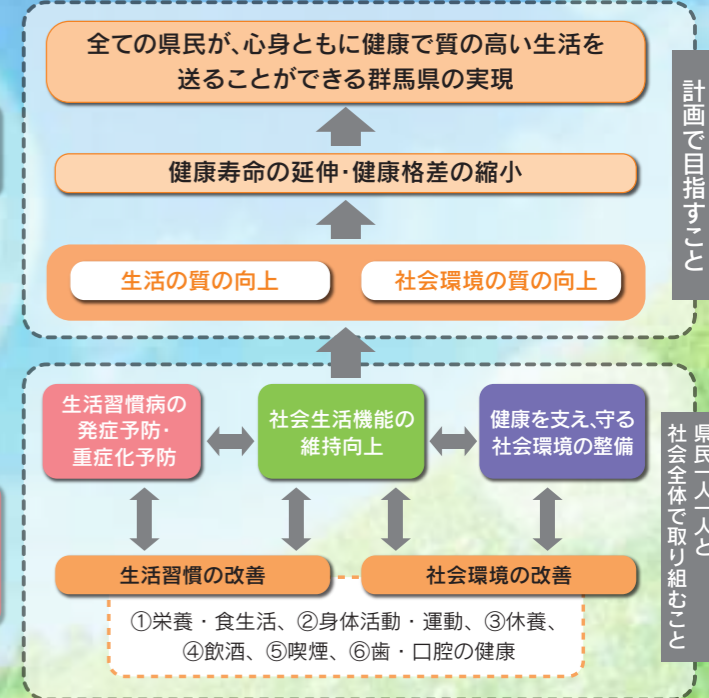 全ての県民が、心身ともに健康で質の高い生活を
送ることができる群馬県の実現
健康寿命の延伸・健康格差の縮小
生活の質の向上
社会環境の質の向上
計画で目指すこと
生活習慣病の
発症予防・
重症化予防
社会生活機能の
維持向上
健康を支え、守る
社会環境の整備
生活習慣の改善
社会環境の改善
①栄養・食生活、②身体活動・運動、③休養、
④飲酒、⑤喫煙、⑥歯・口腔の健康
県民一人一人と
社会全体で取り組むこと